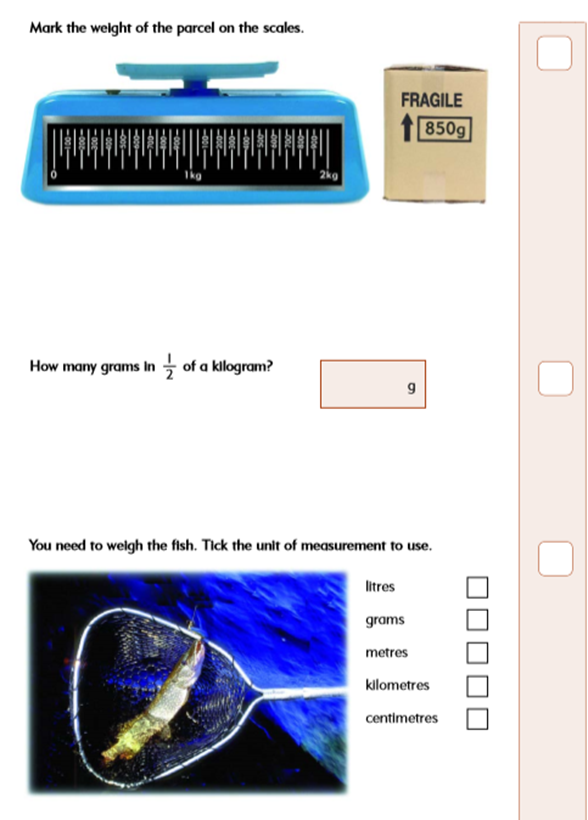 Mark the weight of the parcel on the scales.
FRAGILE
850g
100 200 300 400 500 600 700 800 900 100 200 300 400 500 600 700 800 900
0 1kg 2kg
How many grams in 1/2 of a kilogram?
g
You need to weigh the fish. Tick the unit of measurement to use.
litres
grams
metres
kilometres
centimetres